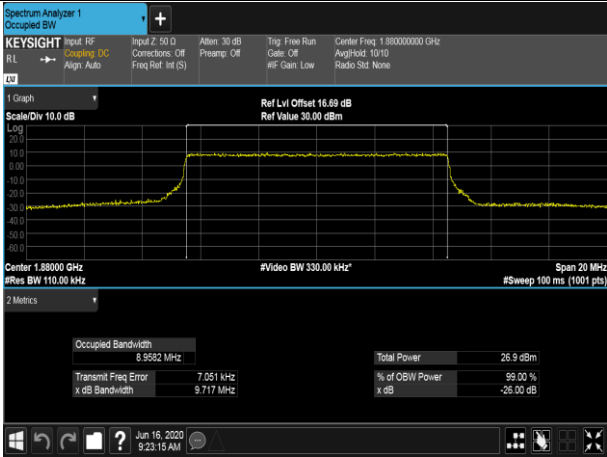 Spectrum Analyzer 1
Occupied BW
+
KEYSIGHT Input: RF Input Z: 50 Ω Atten: 30 dB Trig: Free Run Center Freq: 1.880000000 GHz
RL Coupling: DC Corrections: Off Preamp: Off Gate: Off Avg|Hold: 10/10
Align: Auto Freq Ref: Int (S) #IF Gain: Low Radio Std: None
LXI
1 Graph Ref Lvl Offset 16.69 dB
Scale/Div 10.0 dB Ref Value 30.00 dBm
Log
20.0
10.0
0.00
-10.0
-20.0
-30.0
-40.0
-50.0
-60.0
Center 1.88000 GHz #Video BW 330.00 kHz* Span 20 MHz
#Res BW 110.00 kHz #Sweep 100 ms (1001 pts)
2 Metrics
Occupied Bandwidth
8.9582 MHz Total Power 26.9 dBm
Transmit Freq Error 7.051 kHz % of OBW Power 99.00 %
x dB Bandwidth 9.717 MHz x dB -26.00 dB
? Jun 16, 2020
9:23:15 AM